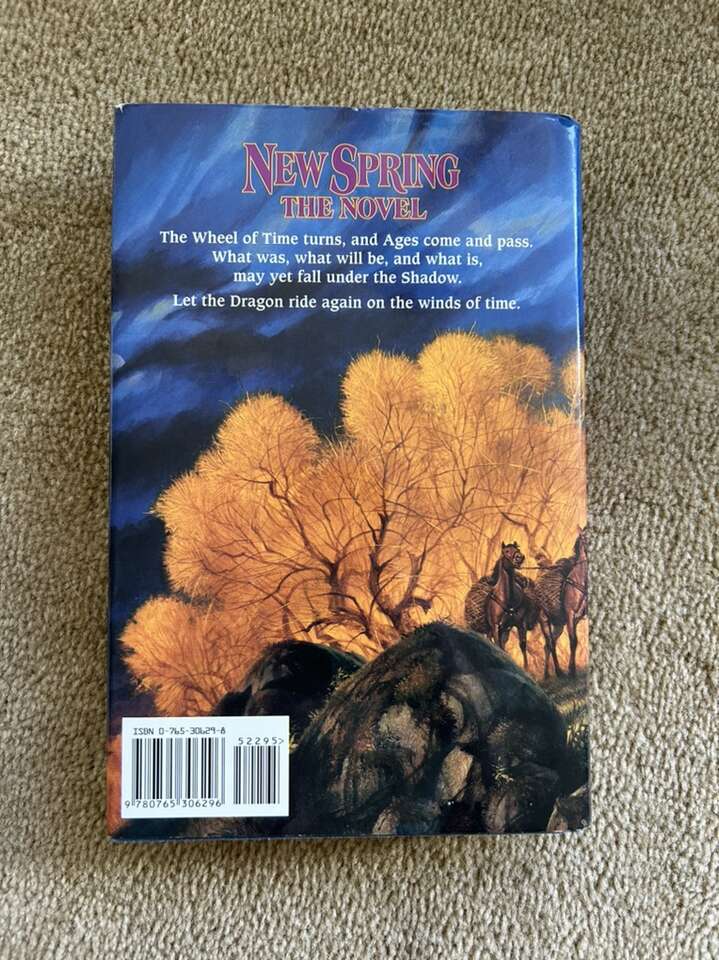 NEW SPRING
THE NOVEL
The Wheel of Time turns, and Ages come and pass.
What was, what will be, and what is,
may yet fall under the Shadow.
Let the Dragon ride again on the winds of time.
ISBN 0-765-30629-8
52295>
9 780765 306296